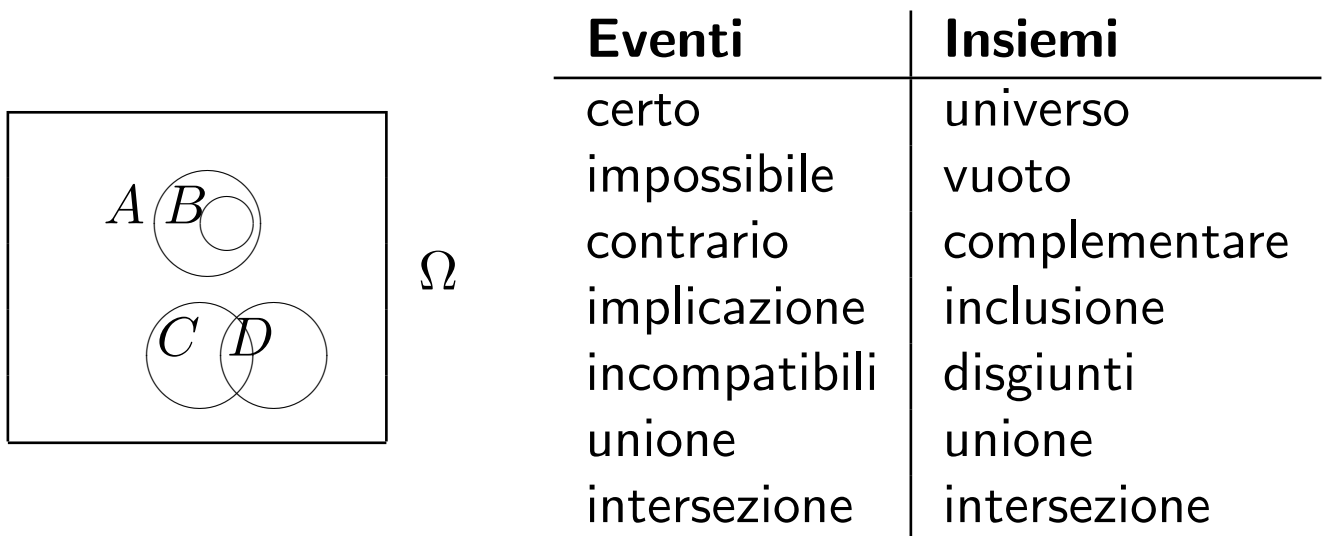 A B
C D
Ω
Eventi Insiemi
certo universo
impossibile vuoto
contrario complementare
implicazione inclusione
incompatibili disgiunti
unione unione
intersezione intersezione